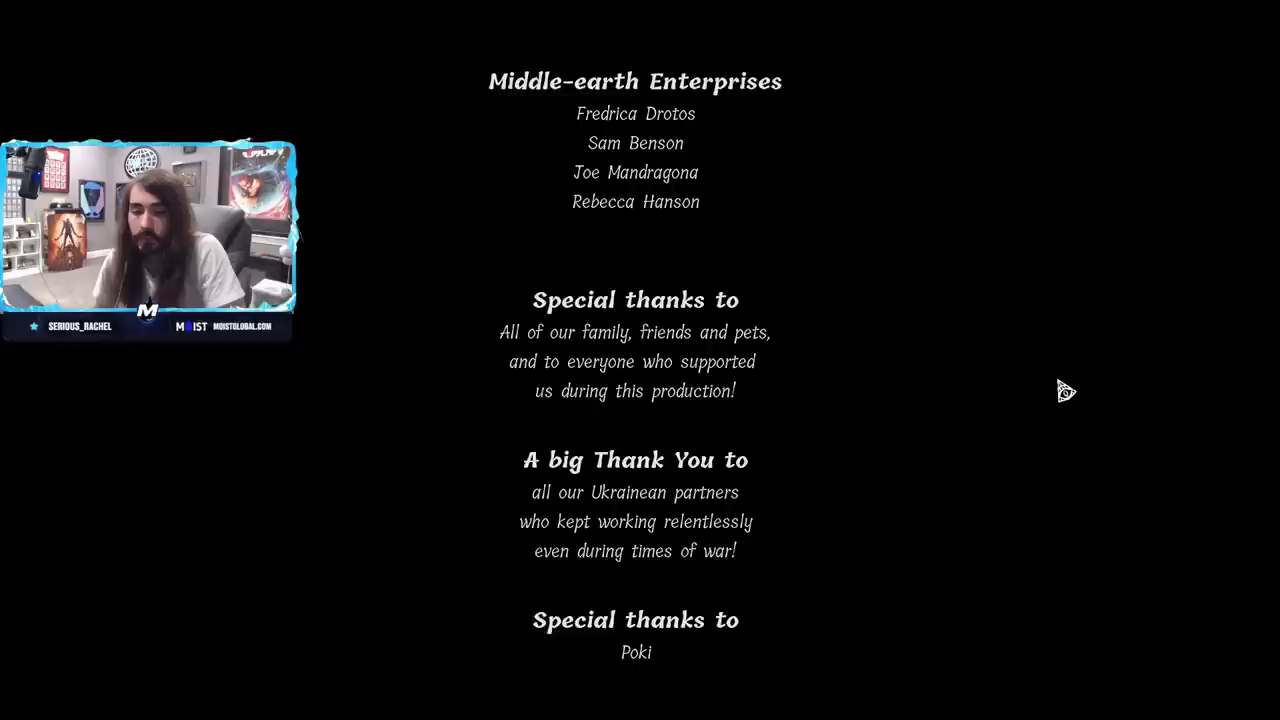 Middle-earth Enterprises
Fredrica Drotos
Sam Benson
Joe Mandragona
Rebecca Hanson
Special thanks to
All of our family, friends and pets,
and to everyone who supported
us during this production!
A big Thank You to
all our Ukrainean partners
who kept working relentlessly
even during times of war!
Special thanks to
Poki
M
SERIOUS_RACHEL
MOIST
MOISTGLOBAL.COM